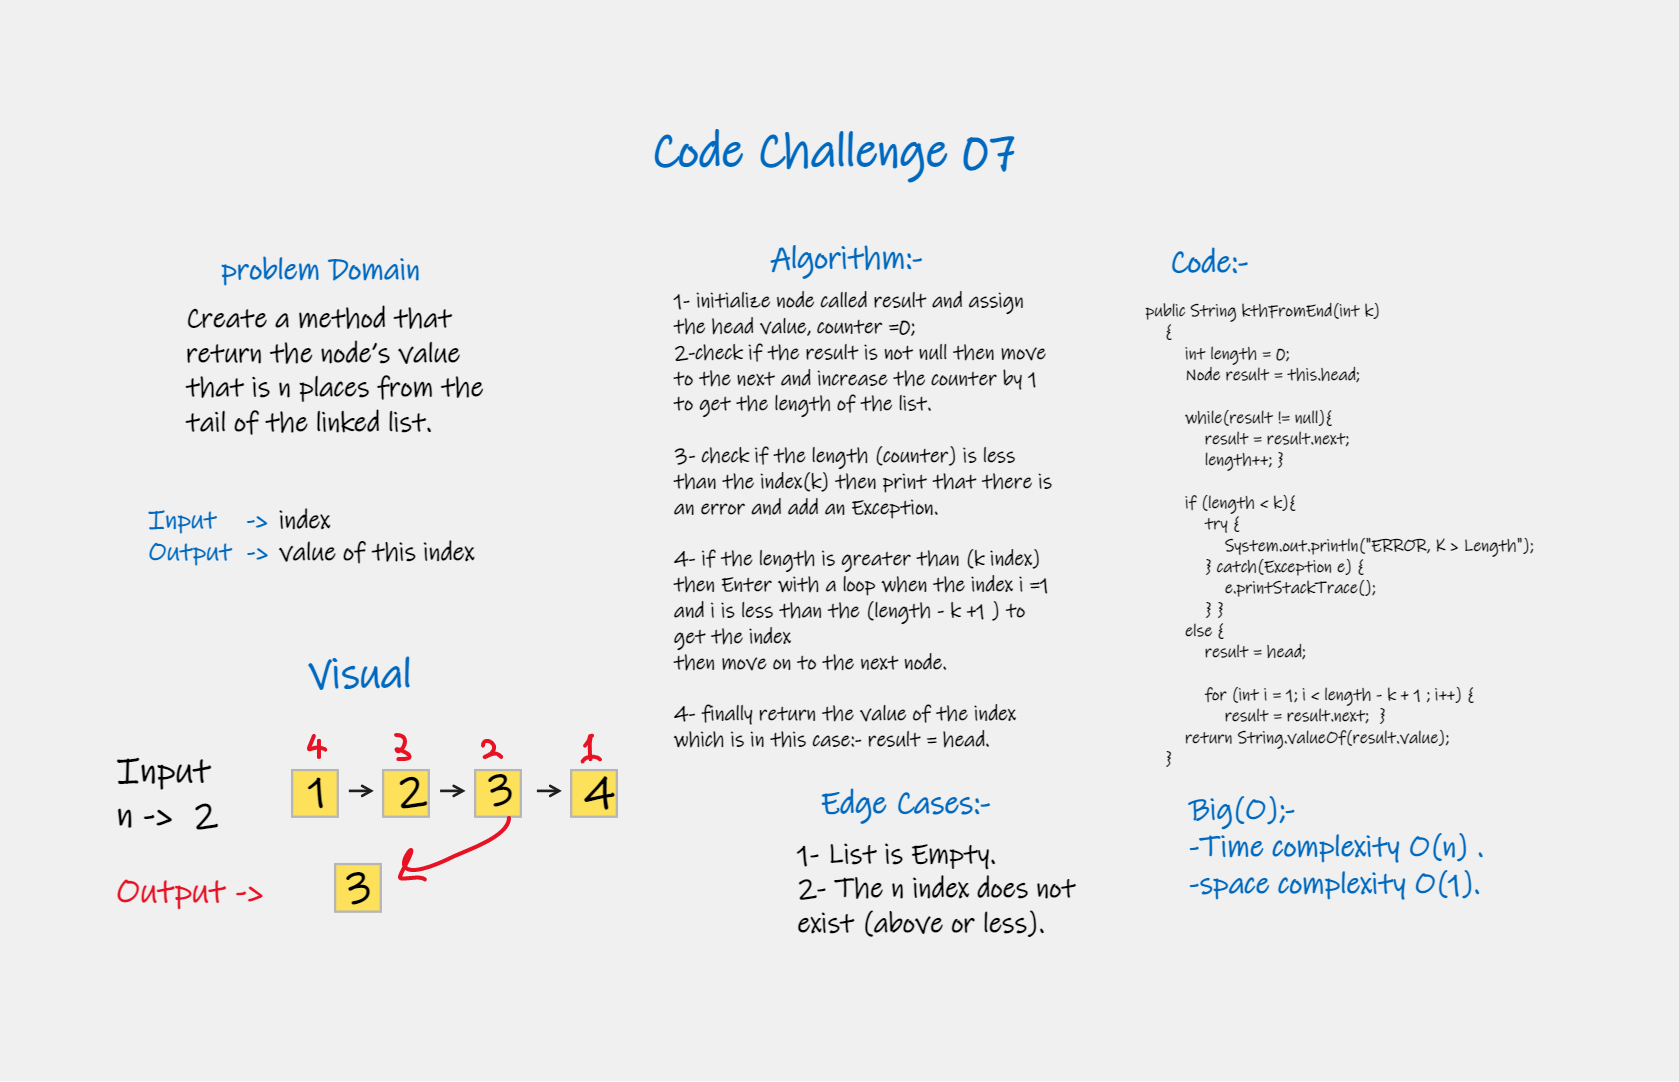 Code Challenge 07
problem Domain
Create a method that
return the node's value
that is n places from the
tail of the linked list.
Input -> index
Output -> value of this index
Visual
Input
n -> 2
4 3 2 1
1 → 2 → 3 → 4
Output ->
3
Algorithm:-
1- initialize node called result and assign
the head value, counter =0;
2-check if the result is not null then move
to the next and increase the counter by 1
to get the length of the list.
3- check if the length (counter) is less
than the index(k) then print that there is
an error and add an Exception.
4- if the length is greater than (k index)
then Enter with a loop when the index i =1
and i is less than the (length - k +1 ) to
get the index
then move on to the next node.
4- finally return the value of the index
which is in this case:- result = head.
Edge Cases:-
1- List is Empty.
2- The n index does not
exist (above or less).
Code:-
public String kthFromEnd(int k)
{
int length = 0;
Node result = this.head;
while(result != null){
result = result.next;
length++; }
if (length < k){
try {
System.out.println("ERROR, K > Length");
} catch(Exception e) {
e.printStackTrace();
} }
else {
result = head;
for (int i = 1; i < length - k + 1 ; i++) {
result = result.next; }
return String.valueOf(result.value);
}
Big(O);-
-Time complexity O(n) .
-space complexity O(1).